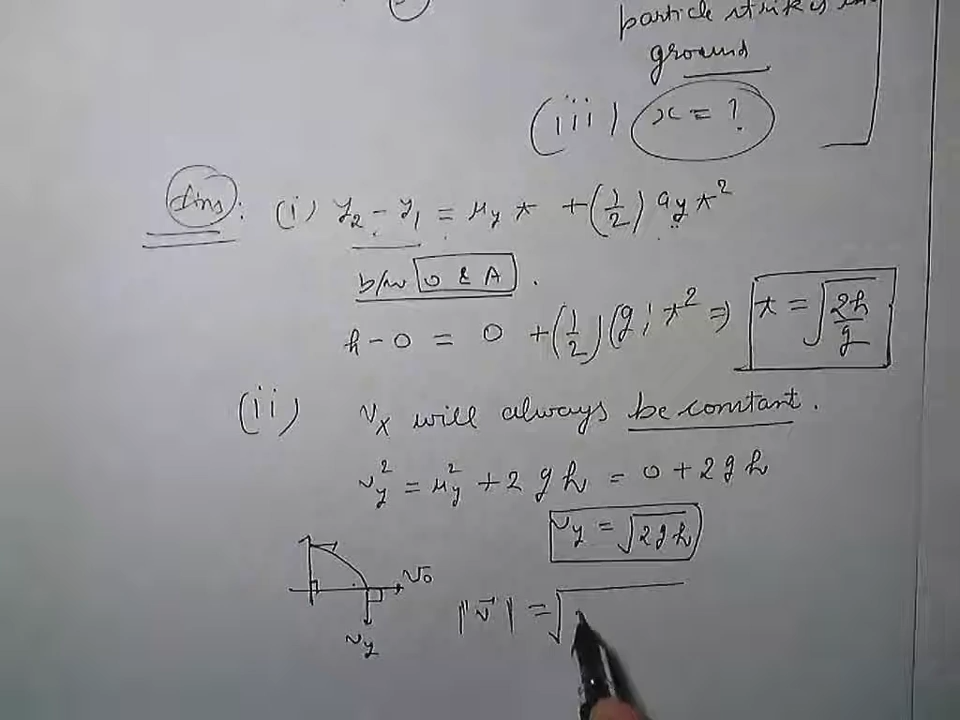 particle strikes
ground
(iii) x = ?
Ans : (i) y₂ - y₁ = uy t + (1/2) ay t²
b/w O & A .
h - 0 = 0 + (1/2) (g) t² => t = √(2h/g)
(ii) vx will always be constant.
vy² = uy² + 2gh = 0 + 2gh
vy = √2gh
v₀
|v⃗| = √
vy